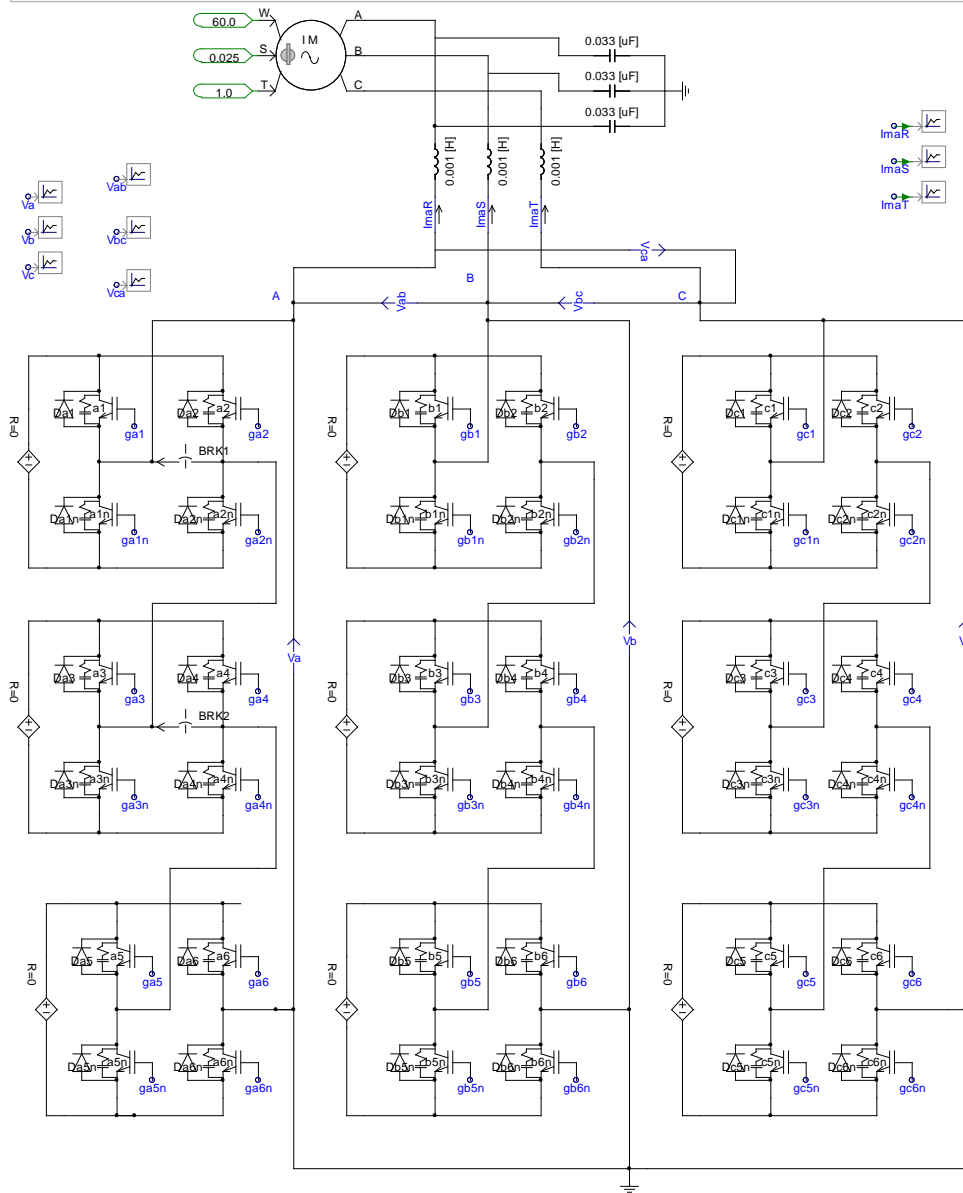 W
60.0
S
0.025
T
1.0
I M
A
B
C
0.033 [uF]
0.033 [uF]
0.033 [uF]
0.001 [H]
0.001 [H]
0.001 [H]
ImaR
ImaS
ImaT
ImaR
ImaS
ImaT
Va
Vb
Vc
Vab
Vbc
Vca
Vca
A
B
C
Vab
Vbc
R=0
Da1
a1
ga1
Da2
a2
ga2
BRK1
Da1n
a1n
ga1n
Da2n
a2n
ga2n
R=0
Db1
b1
gb1
Db2
b2
gb2
Db1n
b1n
gb1n
Db2n
b2n
gb2n
R=0
Dc1
c1
gc1
Dc2
c2
gc2
Dc1n
c1n
gc1n
Dc2n
c2n
gc2n
R=0
Da3
a3
ga3
Da4
a4
ga4
BRK2
Da3n
a3n
ga3n
Da4n
a4n
ga4n
Va
R=0
Db3
b3
gb3
Db4
b4
gb4
Db3n
b3n
gb3n
Db4n
b4n
gb4n
Vb
R=0
Dc3
c3
gc3
Dc4
c4
gc4
Dc3n
c3n
gc3n
Dc4n
c4n
gc4n
R=0
Da5
a5
ga5
Da6
a6
ga6
Da5n
a5n
ga5n
Da6n
a6n
ga6n
R=0
Db5
b5
gb5
Db6
b6
gb6
Db5n
b5n
gb5n
Db6n
b6n
gb6n
R=0
Dc5
c5
gc5
Dc6
c6
gc6
Dc5n
c5n
gc5n
Dc6n
c6n
gc6n